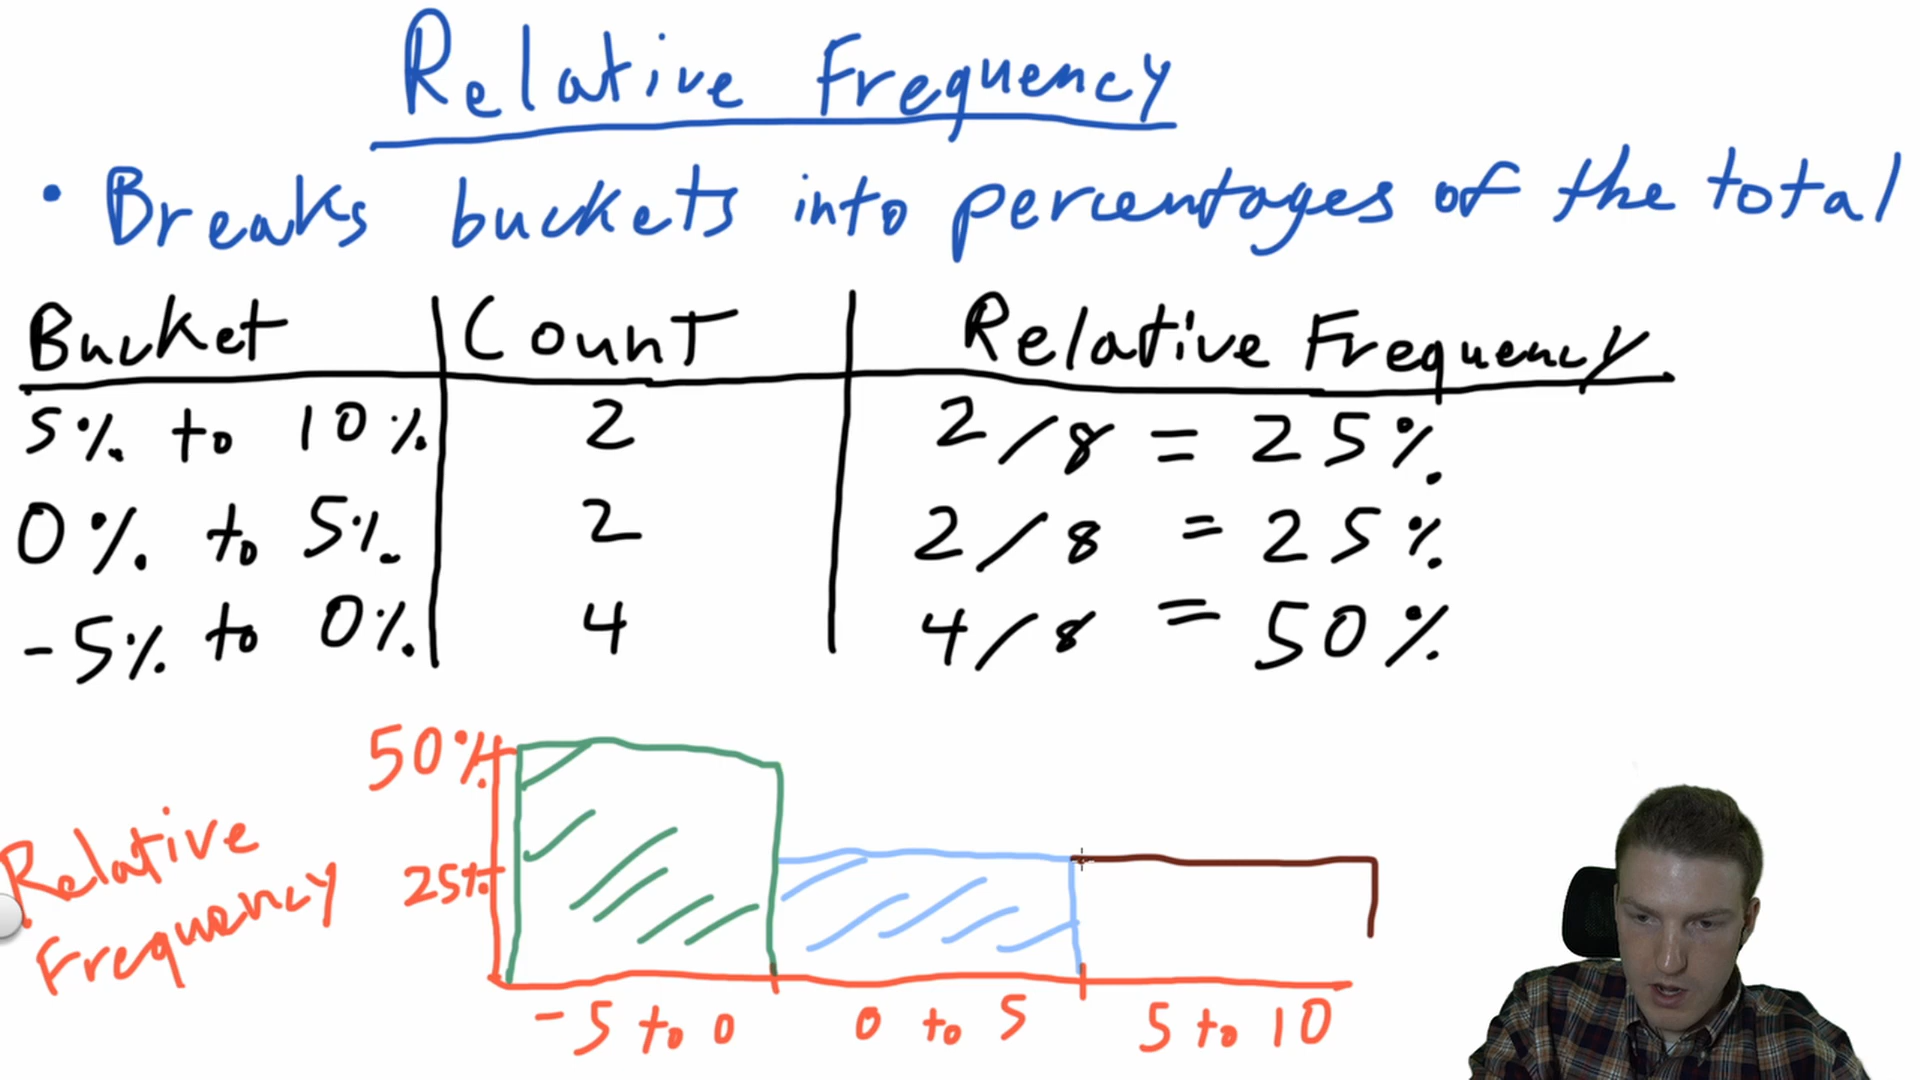 Relative Frequency
• Breaks buckets into percentages of the total
Bucket Count Relative Frequency
5% to 10% 2 2/8 = 25%
0% to 5% 2 2/8 = 25%
-5% to 0% 4 4/8 = 50%
50%
25%
Relative
Frequency
-5 to 0 0 to 5 5 to 10